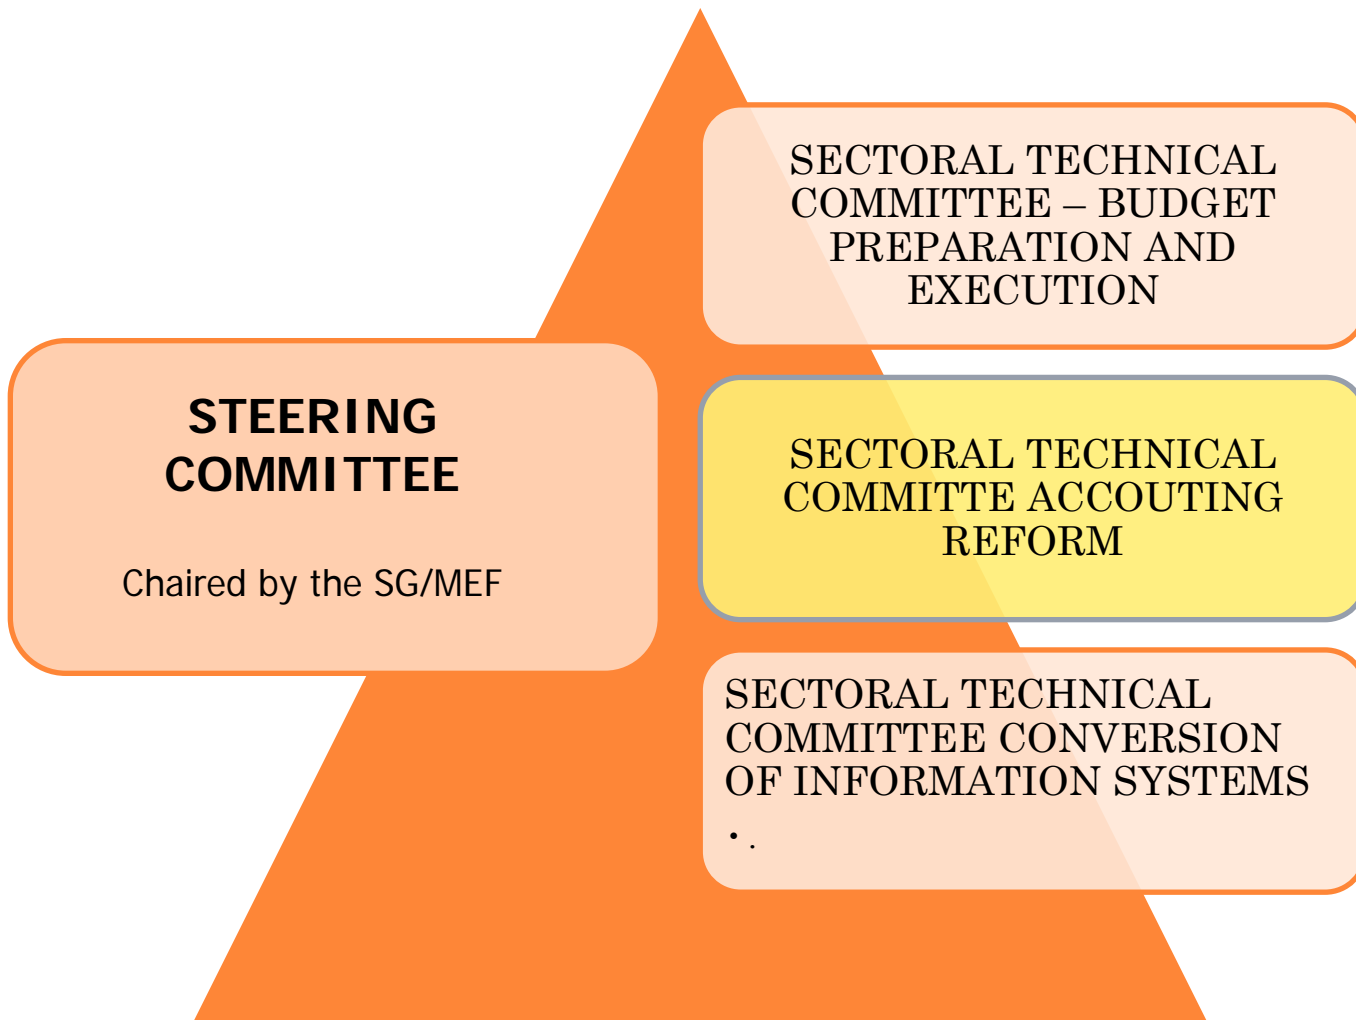 STEERING
COMMITTEE
Chaired by the SG/MEF
SECTORAL TECHNICAL
COMMITTEE – BUDGET
PREPARATION AND
EXECUTION
SECTORAL TECHNICAL
COMMITTE ACCOUTING
REFORM
SECTORAL TECHNICAL
COMMITTEE CONVERSION
OF INFORMATION SYSTEMS
• .